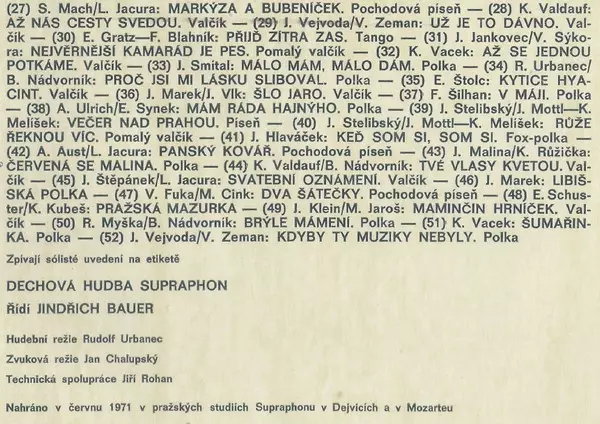 (27) S. Mach/L. Jacura: MARKÝZA A BUBENÍČEK. Pochodová píseň — (28) K. Valdauf:
AŽ NÁS CESTY SVEDOU. Valčík — (29) J. Vejvoda/V. Zeman: UŽ JE TO DÁVNO. Val-
čík — (30) E. Gratz—F. Blahník: PŘIJĎ ZÍTRA ZAS. Tango — (31) J. Jankovec/V. Sýko-
ra: NEJVĚRNĚJŠÍ KAMARÁD JE PES. Pomalý valčík — (32) K. Vacek: AŽ SE JEDNOU
POTKÁME. Valčík — (33) J. Smital: MÁLO MÁM, MÁLO DÁM. Polka — (34) R. Urbanec/
B. Nádvorník: PROČ JSI MI LÁSKU SLIBOVAL. Polka — (35) E. Štolc: KYTICE HYA-
CINT. Valčík — (36) J. Marek/J. Vlk: ŠLO JARO. Valčík — (37) F. Šilhan: V MÁJI. Polka
— (38) A. Ulrich/E. Synek: MÁM RÁDA HAJNÝHO. Polka — (39) J. Stelibský/J. Mottl—K.
Melíšek: VEČER NAD PRAHOU. Píseň — (40) J. Stelibský/J. Mottl—K. Melíšek: RŮŽE
ŘEKNOU VÍC. Pomalý valčík — (41) J. Hlaváček: KEĎ SOM SI, SOM SI. Fox-polka —
(42) A. Aust/L. Jacura: PANSKÝ KOVÁŘ. Pochodová píseň — (43) J. Malina/K. Růžička:
ČERVENÁ SE MALINA. Polka — (44) K. Valdauf/B. Nádvorník: TVÉ VLASY KVETOU. Val-
čík — (45) J. Štěpánek/L. Jacura: SVATEBNÍ OZNÁMENÍ. Valčík — (46) J. Marek: LIBIŠ-
SKÁ POLKA — (47) V. Fuka/M. Cink: DVA ŠÁTEČKY. Pochodová píseň — (48) E. Schus-
ter/K. Kubeš: PRAŽSKÁ MAZURKA — (49) J. Klein/M. Jaroš: MAMINČIN HRNÍČEK. Val-
čík — (50) R. Myška/B. Nádvorník: BRÝLE MÁMENÍ. Polka — (51) K. Vacek: ŠUMAŘIN-
KA. Polka — (52) J. Vejvoda/V. Zeman: KDYBY TY MUZIKY NEBYLY. Polka
Zpívají sólisté uvedení na etiketě
DECHOVÁ HUDBA SUPRAPHON
Řídí JINDŘICH BAUER
Hudební režie Rudolf Urbanec
Zvuková režie Jan Chalupský
Technická spolupráce Jiří Rohan
Nahráno v červnu 1971 v pražských studiích Supraphonu v Dejvicích a v Mozarteu